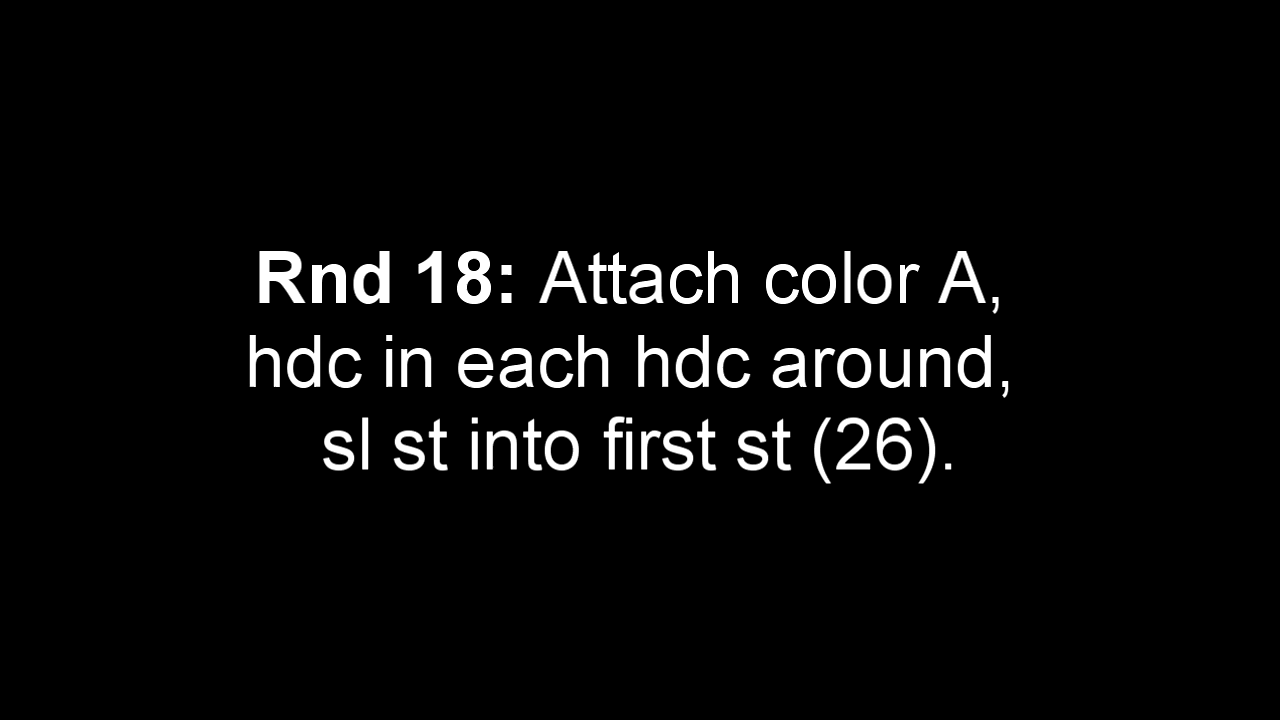 Rnd 18: Attach color A,
hdc in each hdc around,
sl st into first st (26).